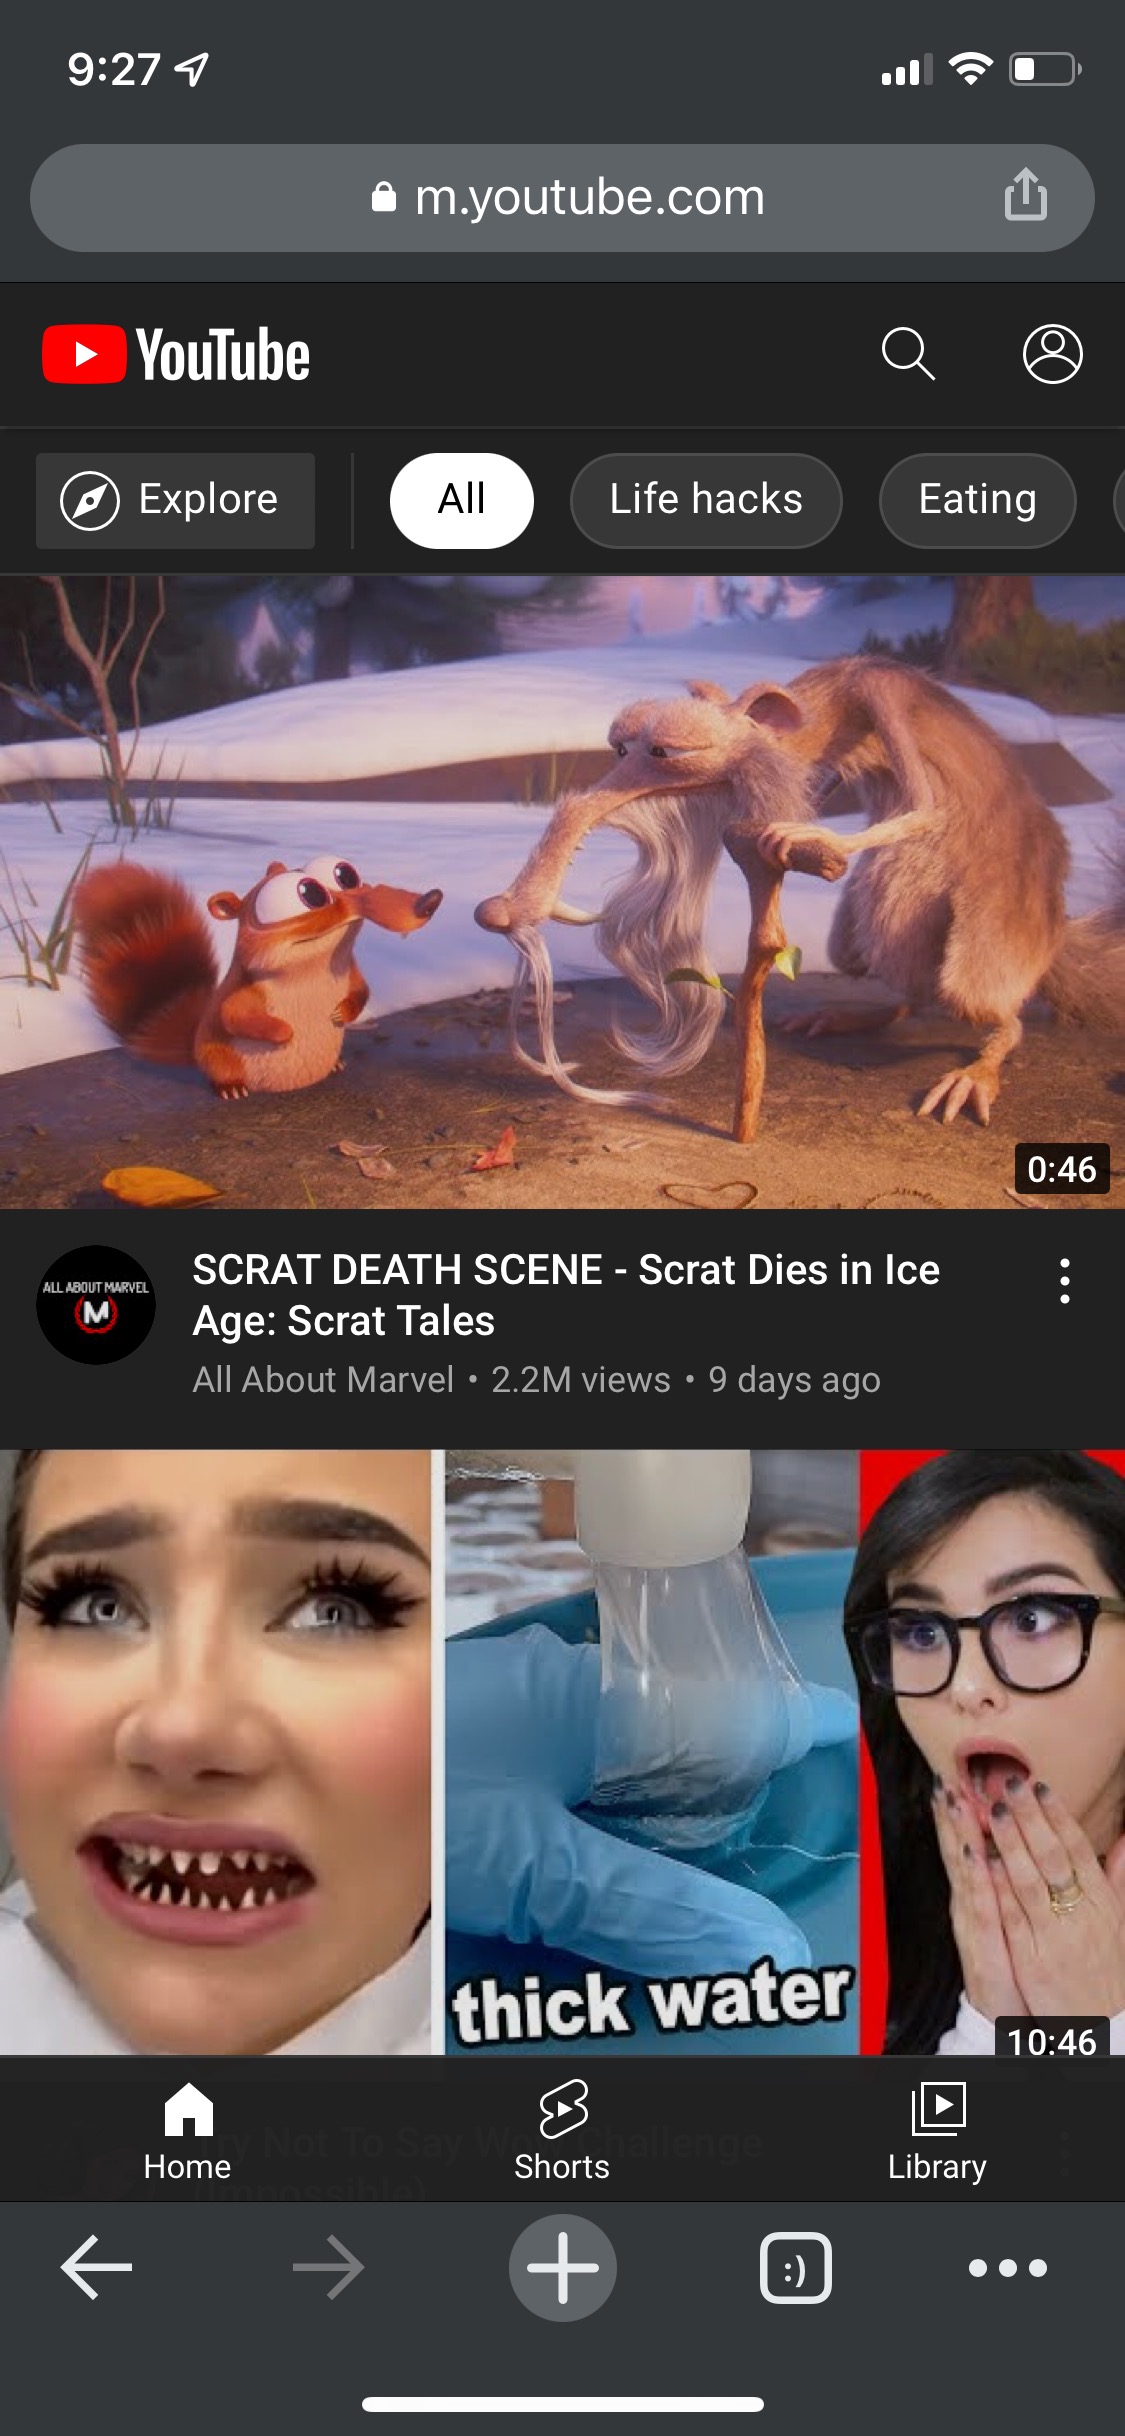 9:27
m.youtube.com
YouTube
Explore
All
Life hacks
Eating
0:46
ALL ABOUT MARVEL
M
SCRAT DEATH SCENE - Scrat Dies in Ice
Age: Scrat Tales
All About Marvel • 2.2M views • 9 days ago
thick water
10:46
Try Not To Say Wow Challenge
(Impossible)
Home
Shorts
Library
:)